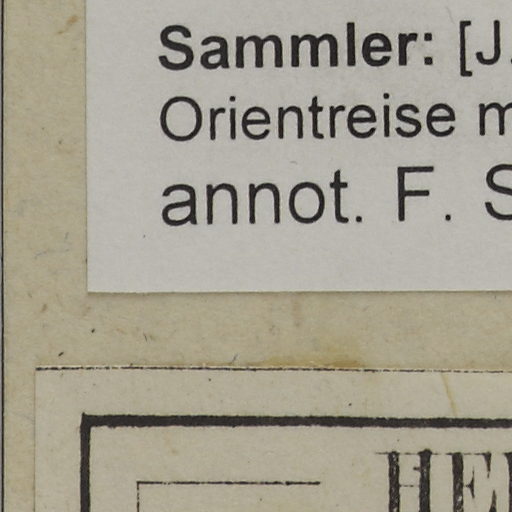 Sammler: [J.
Orientreise
annot. F.